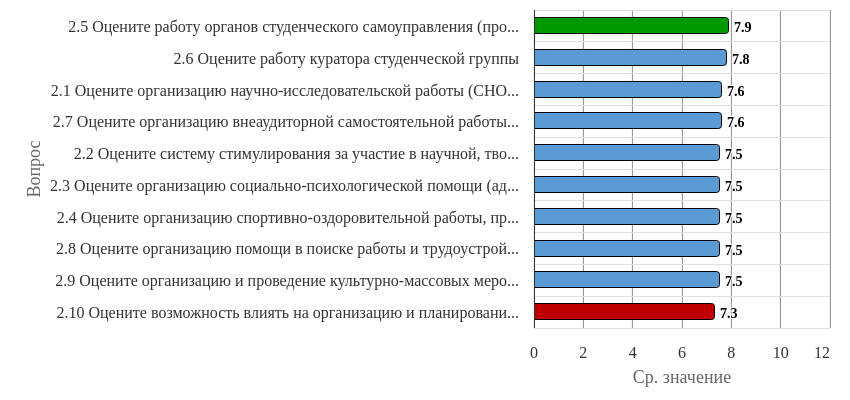 2.5 Оцените работу органов студенческого самоуправления (про... 7.9
2.6 Оцените работу куратора студенческой группы 7.8
2.1 Оцените организацию научно-исследовательской работы (СНО... 7.6
2.7 Оцените организацию внеаудиторной самостоятельной работы... 7.6
2.2 Оцените систему стимулирования за участие в научной, тво... 7.5
2.3 Оцените организацию социально-психологической помощи (ад... 7.5
2.4 Оцените организацию спортивно-оздоровительной работы, пр... 7.5
2.8 Оцените организацию помощи в поиске работы и трудоустрой... 7.5
2.9 Оцените организацию и проведение культурно-массовых меро... 7.5
2.10 Оцените возможность влиять на организацию и планировани... 7.3
Вопрос
0 2 4 6 8 10 12
Ср. значение